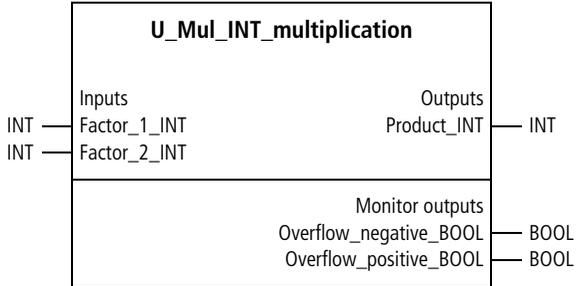 U_Mul_INT_multiplication
Inputs Outputs
INT Factor_1_INT Product_INT INT
INT Factor_2_INT
Monitor outputs
Overflow_negative_BOOL BOOL
Overflow_positive_BOOL BOOL